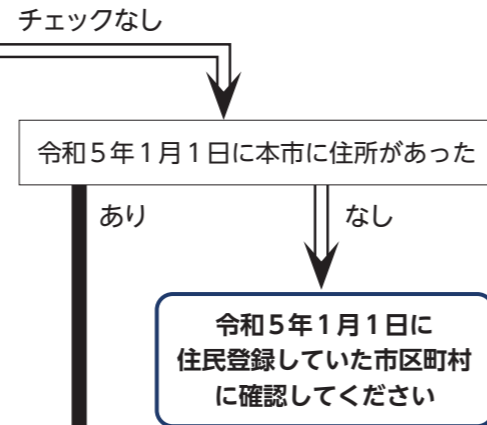 チェックなし
令和5年1月1日に本市に住所があった
あり
なし
令和5年1月1日に
住民登録していた市区町村
に確認してください